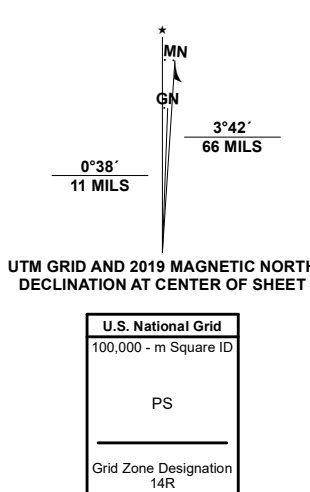 ★
MN
GN
3°42´
66 MILS
0°38´
11 MILS
UTM GRID AND 2019 MAGNETIC NORTH
DECLINATION AT CENTER OF SHEET
U.S. National Grid
100,000 - m Square ID
PS
Grid Zone Designation
14R